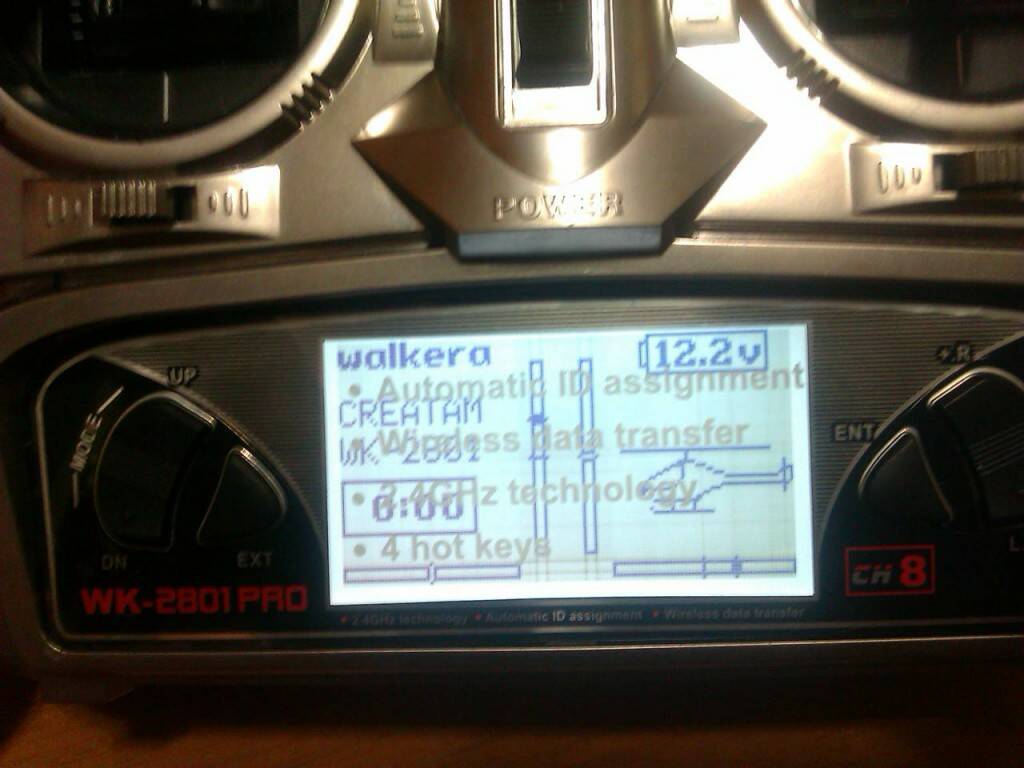 POWER
walkera
12.2v
• Automatic ID assignment
CREATAM
• Wireless data transfer
WK-2801
• 2.4GHz technology
0:00
• 4 hot keys
UP
MODE
DN
EXT
WK-2801 PRO
+.R
ENT
L
CH 8
• 2.4GHz technology • Automatic ID assignment • Wireless data transfer